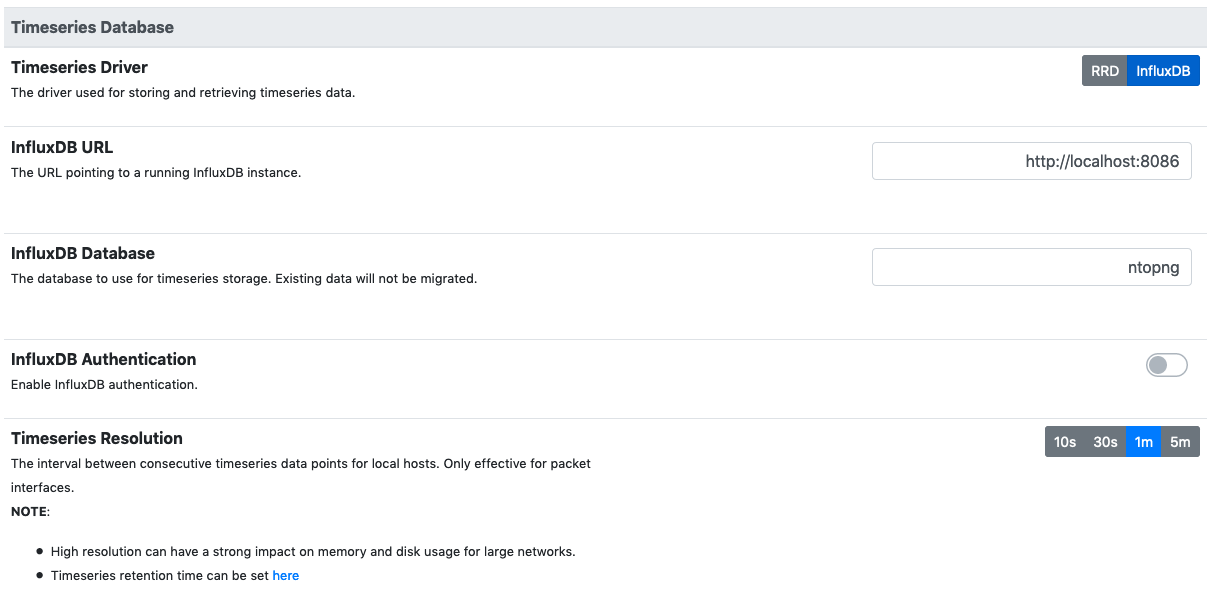 Timeseries Database
Timeseries Driver
RRD InfluxDB
The driver used for storing and retrieving timeseries data.
InfluxDB URL
The URL pointing to a running InfluxDB instance.
http://localhost:8086
InfluxDB Database
The database to use for timeseries storage. Existing data will not be migrated.
ntopng
InfluxDB Authentication
Enable InfluxDB authentication.
Timeseries Resolution
10s 30s 1m 5m
The interval between consecutive timeseries data points for local hosts. Only effective for packet
interfaces.
NOTE:
● High resolution can have a strong impact on memory and disk usage for large networks.
● Timeseries retention time can be set here